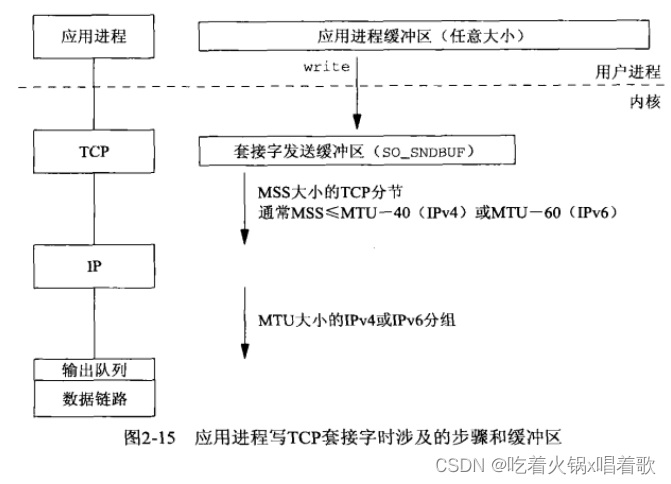 应用进程
应用进程缓冲区（任意大小）
write
用户进程
内核
TCP
套接字发送缓冲区（SO_SNDBUF）
MSS大小的TCP分节
通常MSS≤MTU－40（IPv4）或MTU－60（IPv6）
IP
MTU大小的IPv4或IPv6分组
输出队列
数据链路
图2-15 应用进程写TCP套接字时涉及的步骤和缓冲区
CSDN @吃着火锅x唱着歌